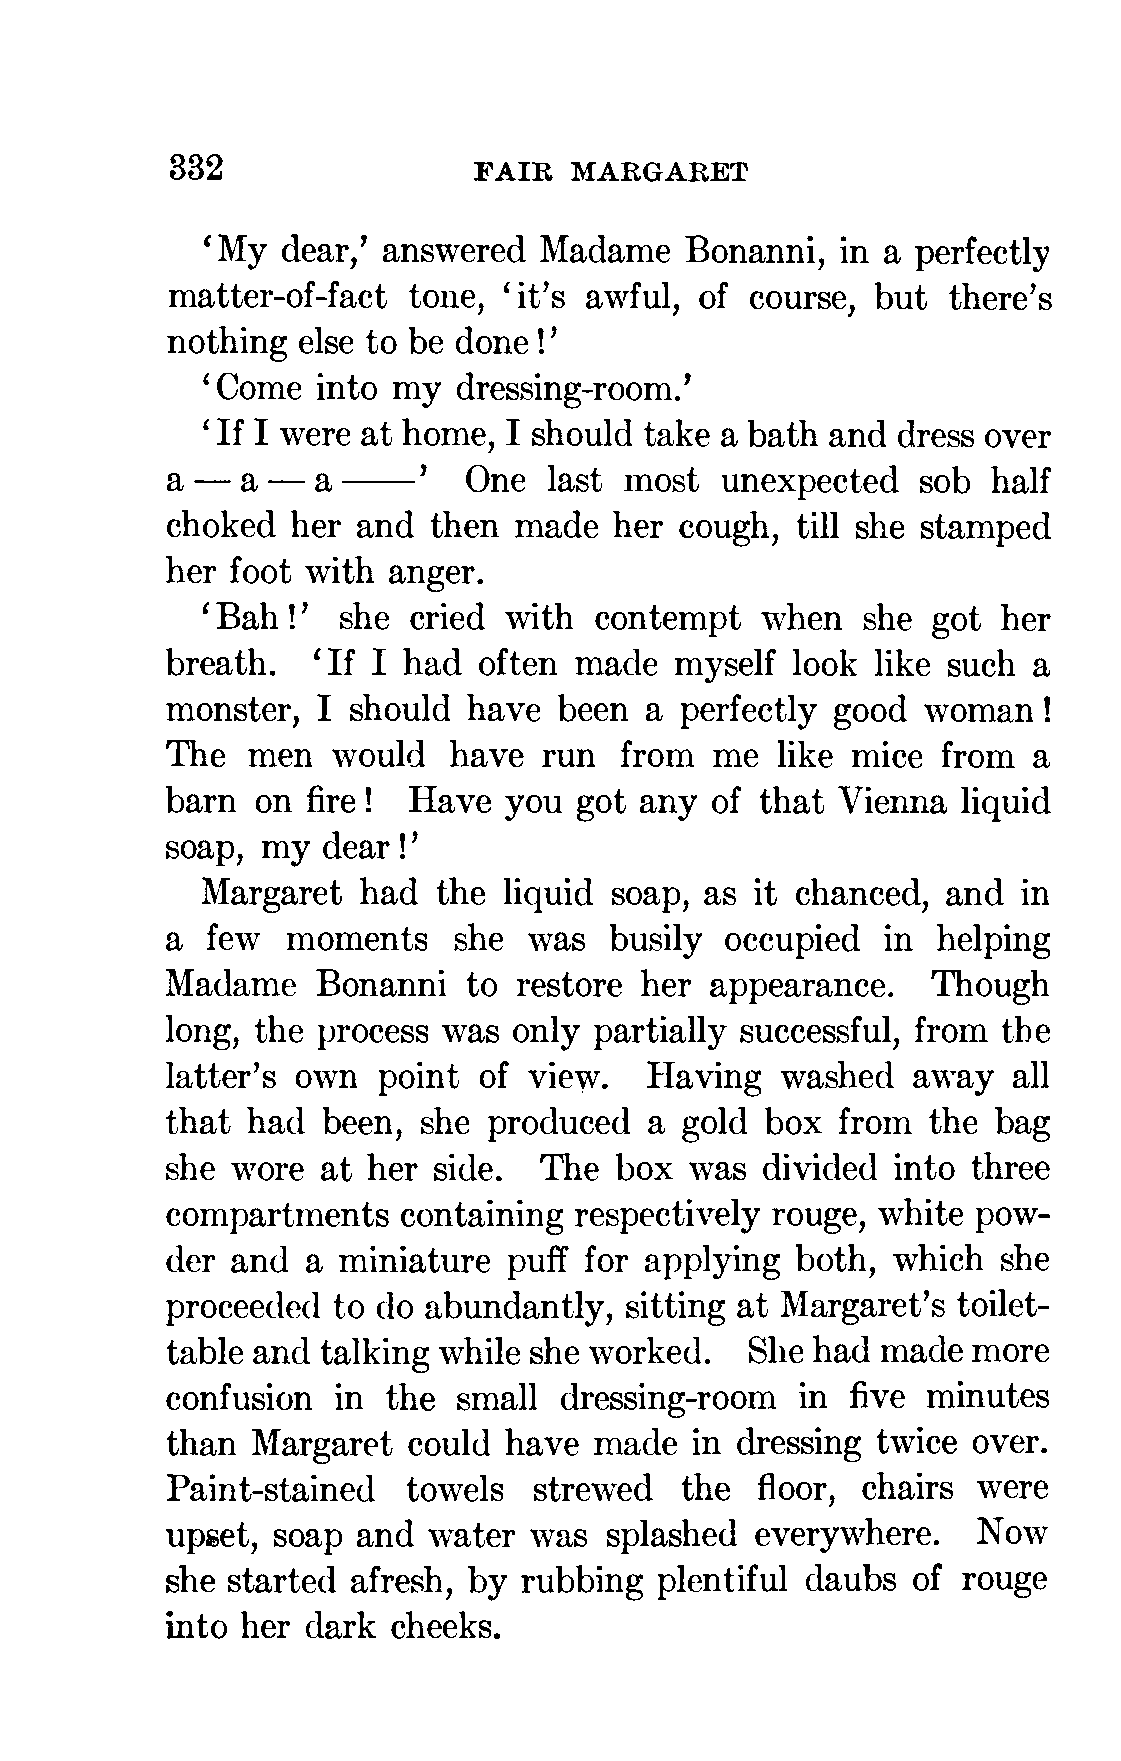 332 FAIR MARGARET
‘My dear,’ answered Madame Bonanni, in a perfectly
matter-of-fact tone, ‘it’s awful, of course, but there’s
nothing else to be done!’
‘Come into my dressing-room.’
‘If I were at home, I should take a bath and dress over
a — a — a ——’ One last most unexpected sob half
choked her and then made her cough, till she stamped
her foot with anger.
‘Bah!’ she cried with contempt when she got her
breath. ‘If I had often made myself look like such a
monster, I should have been a perfectly good woman!
The men would have run from me like mice from a
barn on fire! Have you got any of that Vienna liquid
soap, my dear!’
Margaret had the liquid soap, as it chanced, and in
a few moments she was busily occupied in helping
Madame Bonanni to restore her appearance. Though
long, the process was only partially successful, from the
latter’s own point of view. Having washed away all
that had been, she produced a gold box from the bag
she wore at her side. The box was divided into three
compartments containing respectively rouge, white pow-
der and a miniature puff for applying both, which she
proceeded to do abundantly, sitting at Margaret’s toilet-
table and talking while she worked. She had made more
confusion in the small dressing-room in five minutes
than Margaret could have made in dressing twice over.
Paint-stained towels strewed the floor, chairs were
upset, soap and water was splashed everywhere. Now
she started afresh, by rubbing plentiful daubs of rouge
into her dark cheeks.